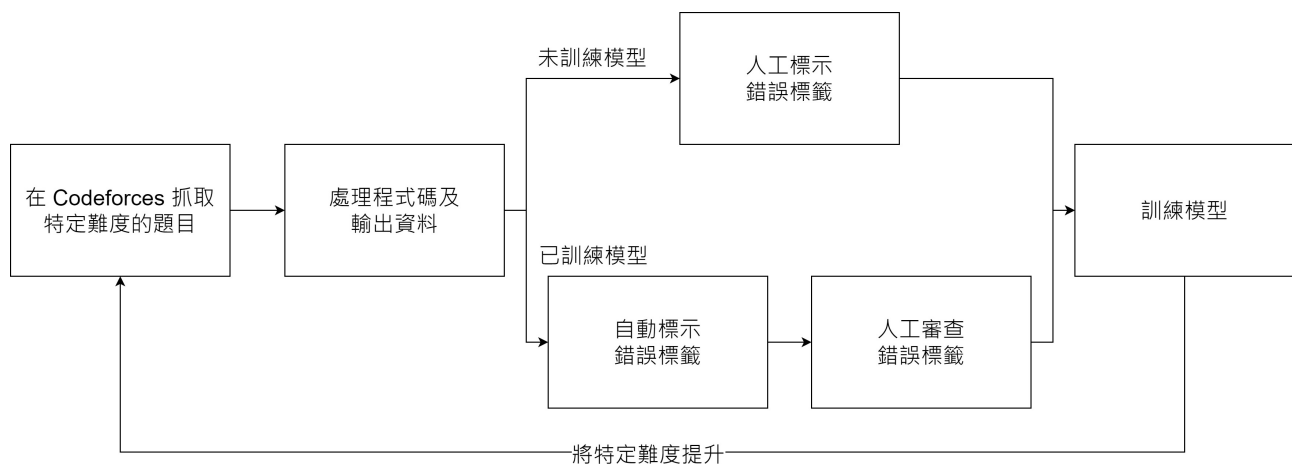 未訓練模型
人工標示
錯誤標籤
在 Codeforces 抓取
特定難度的題目
處理程式碼及
輸出資料
訓練模型
已訓練模型
自動標示
錯誤標籤
人工審查
錯誤標籤
將特定難度提升